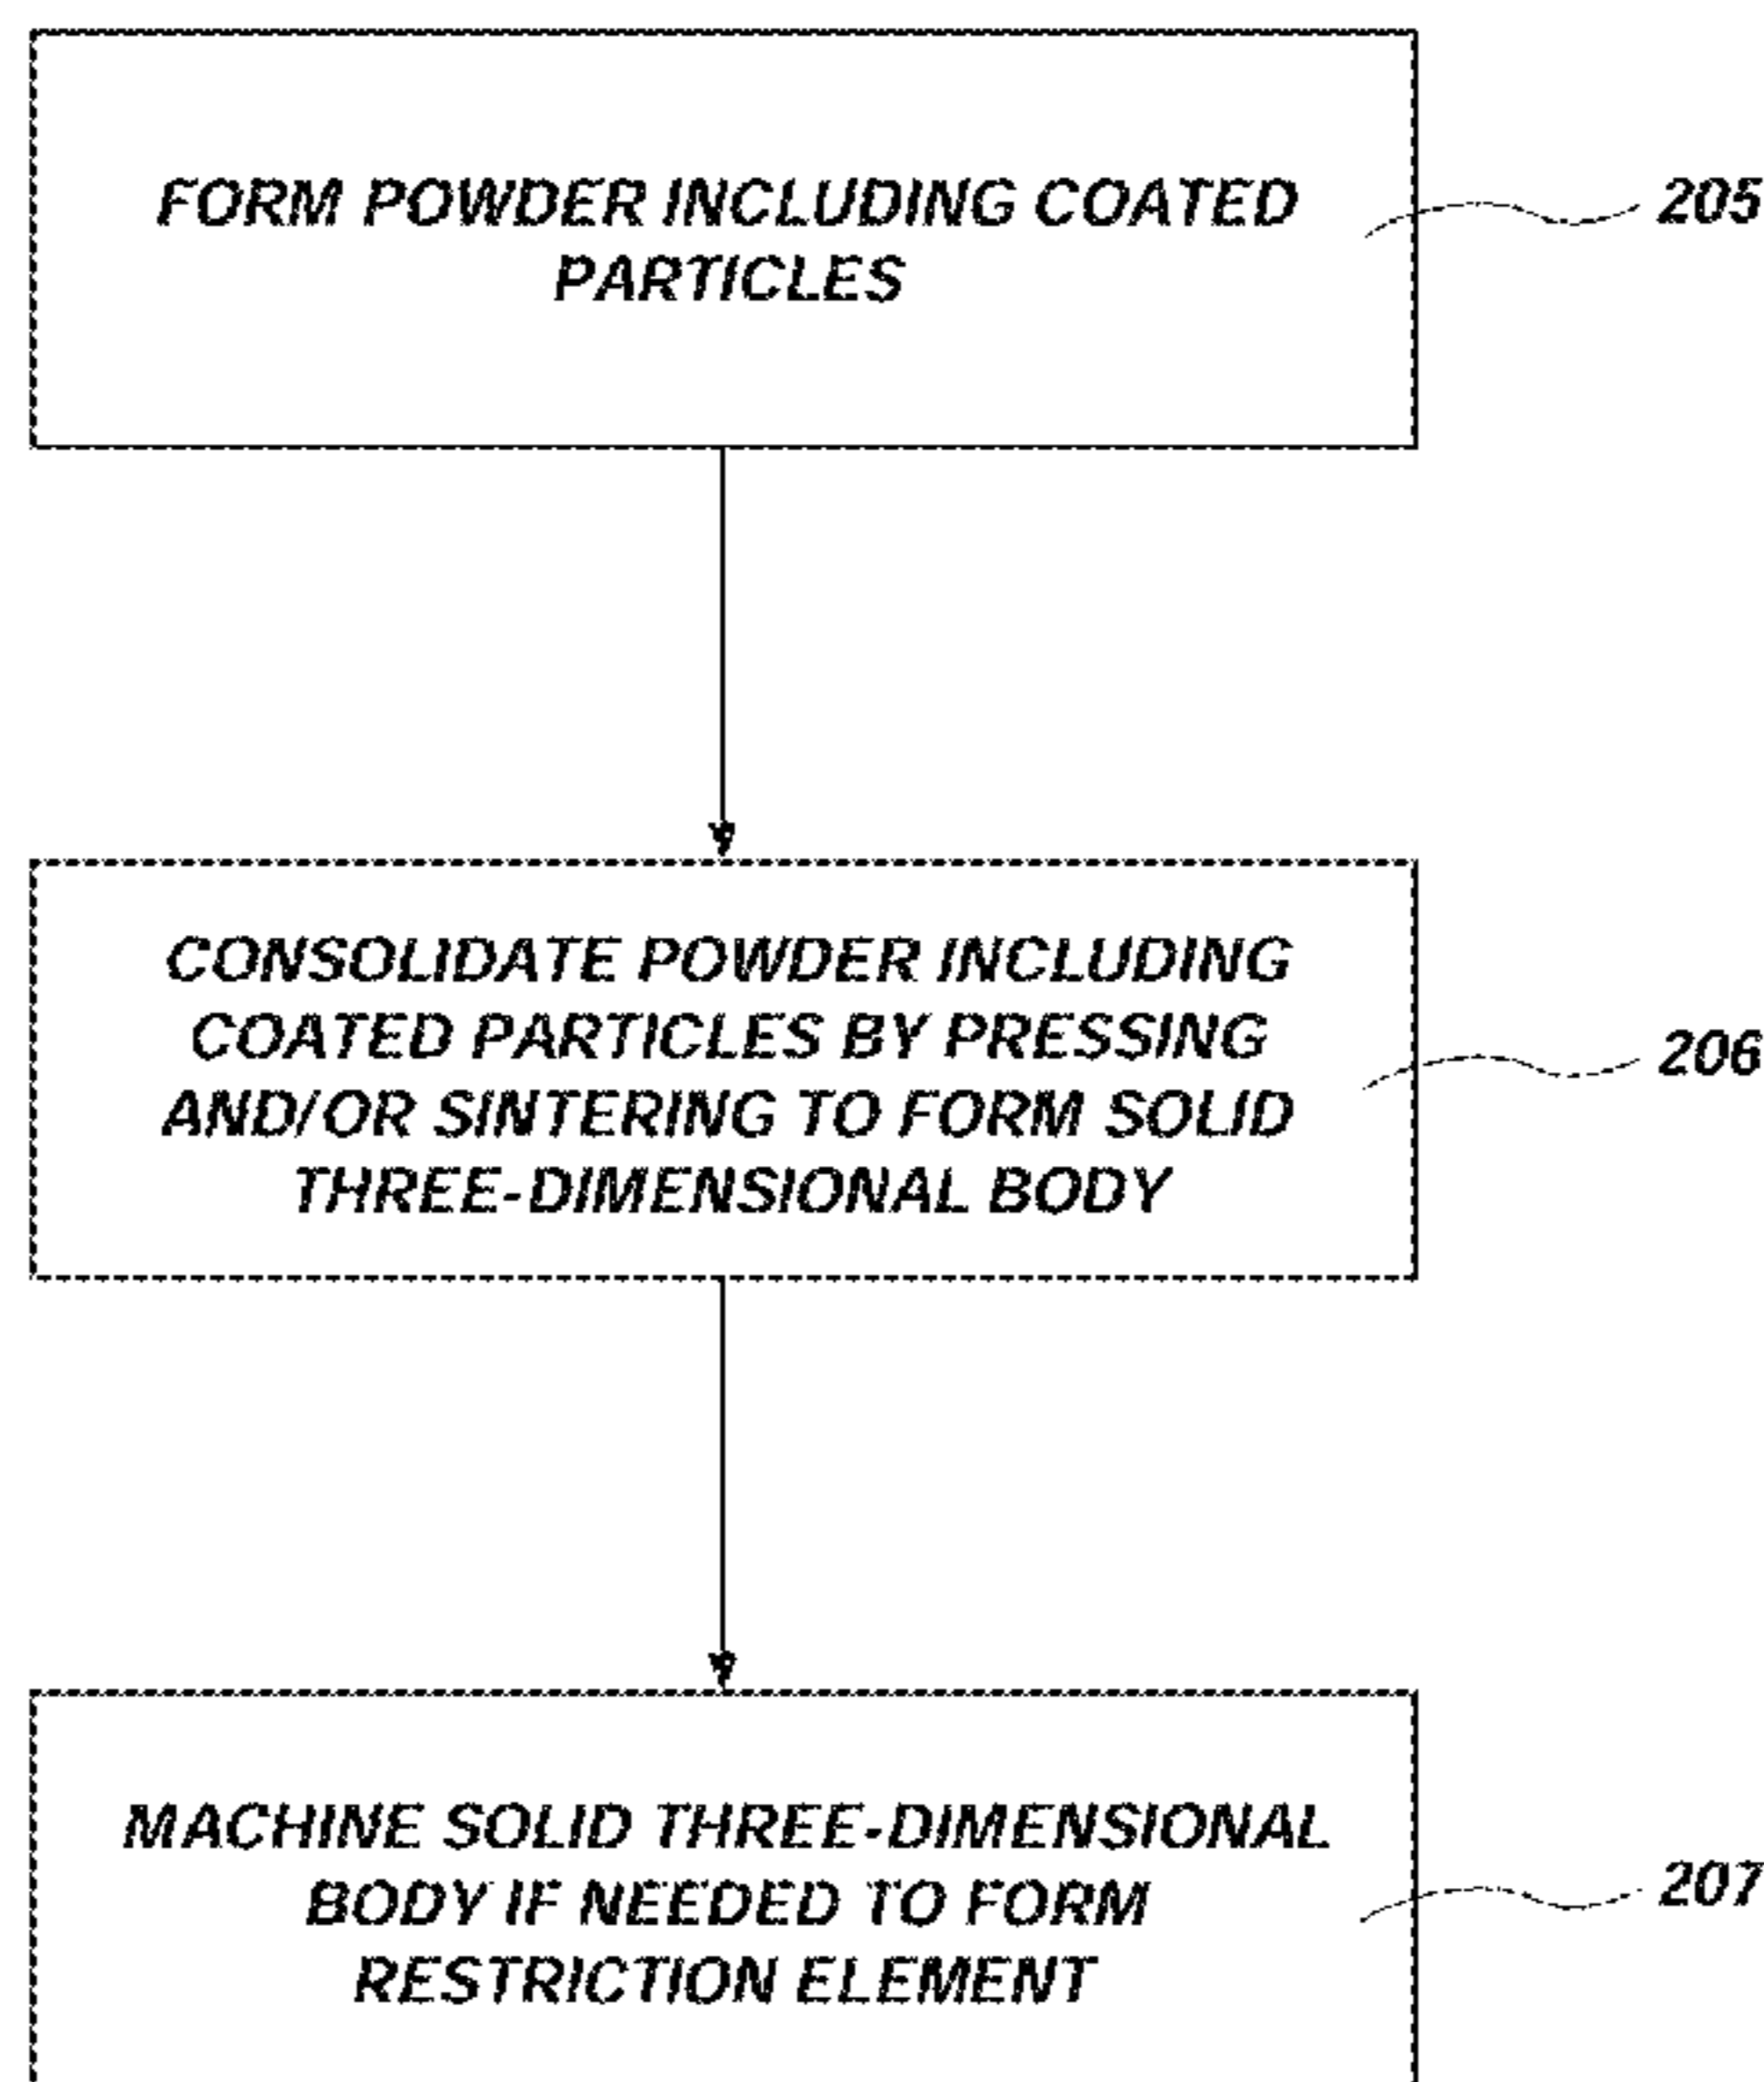 FORM POWDER INCLUDING COATED
PARTICLES
205
CONSOLIDATE POWDER INCLUDING
COATED PARTICLES BY PRESSING
AND/OR SINTERING TO FORM SOLID
THREE-DIMENSIONAL BODY
206
MACHINE SOLID THREE-DIMENSIONAL
BODY IF NEEDED TO FORM
RESTRICTION ELEMENT
207